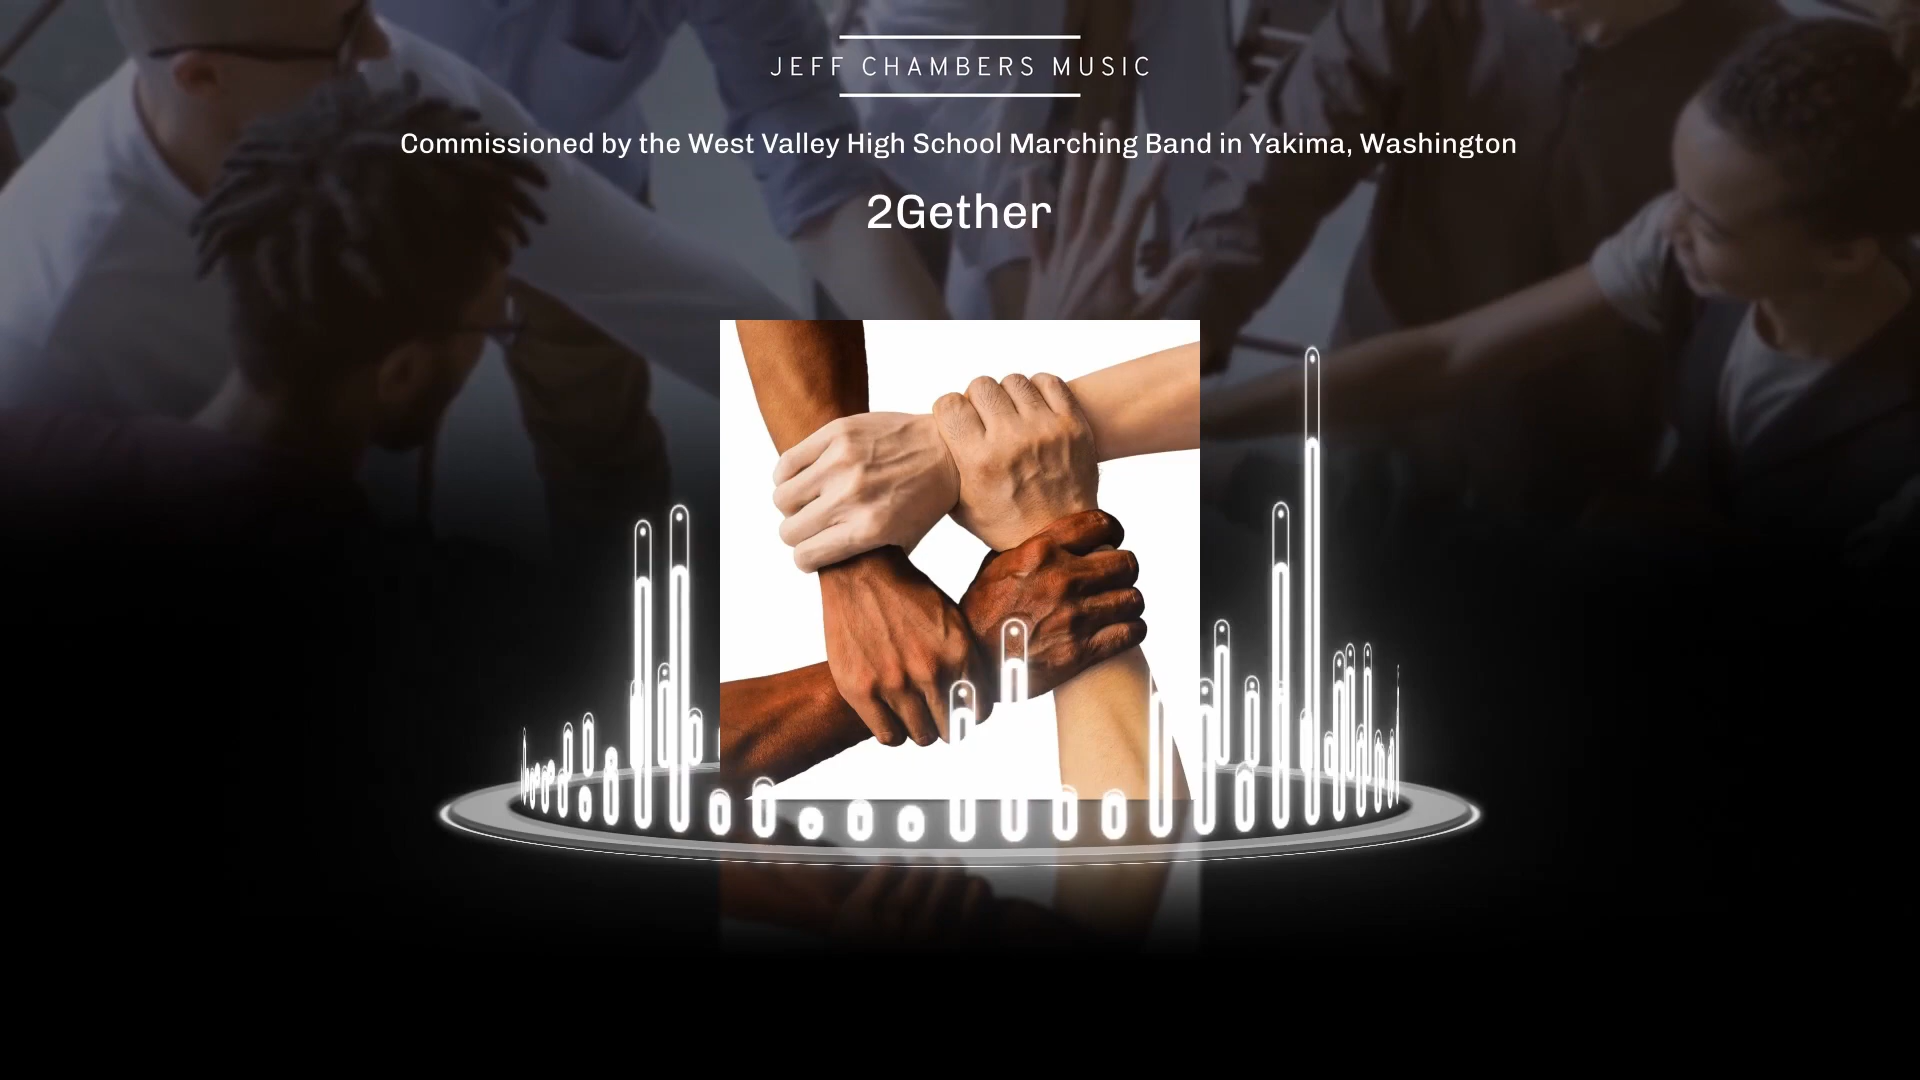 JEFF CHAMBERS MUSIC
Commissioned by the West Valley High School Marching Band in Yakima, Washington
2Gether